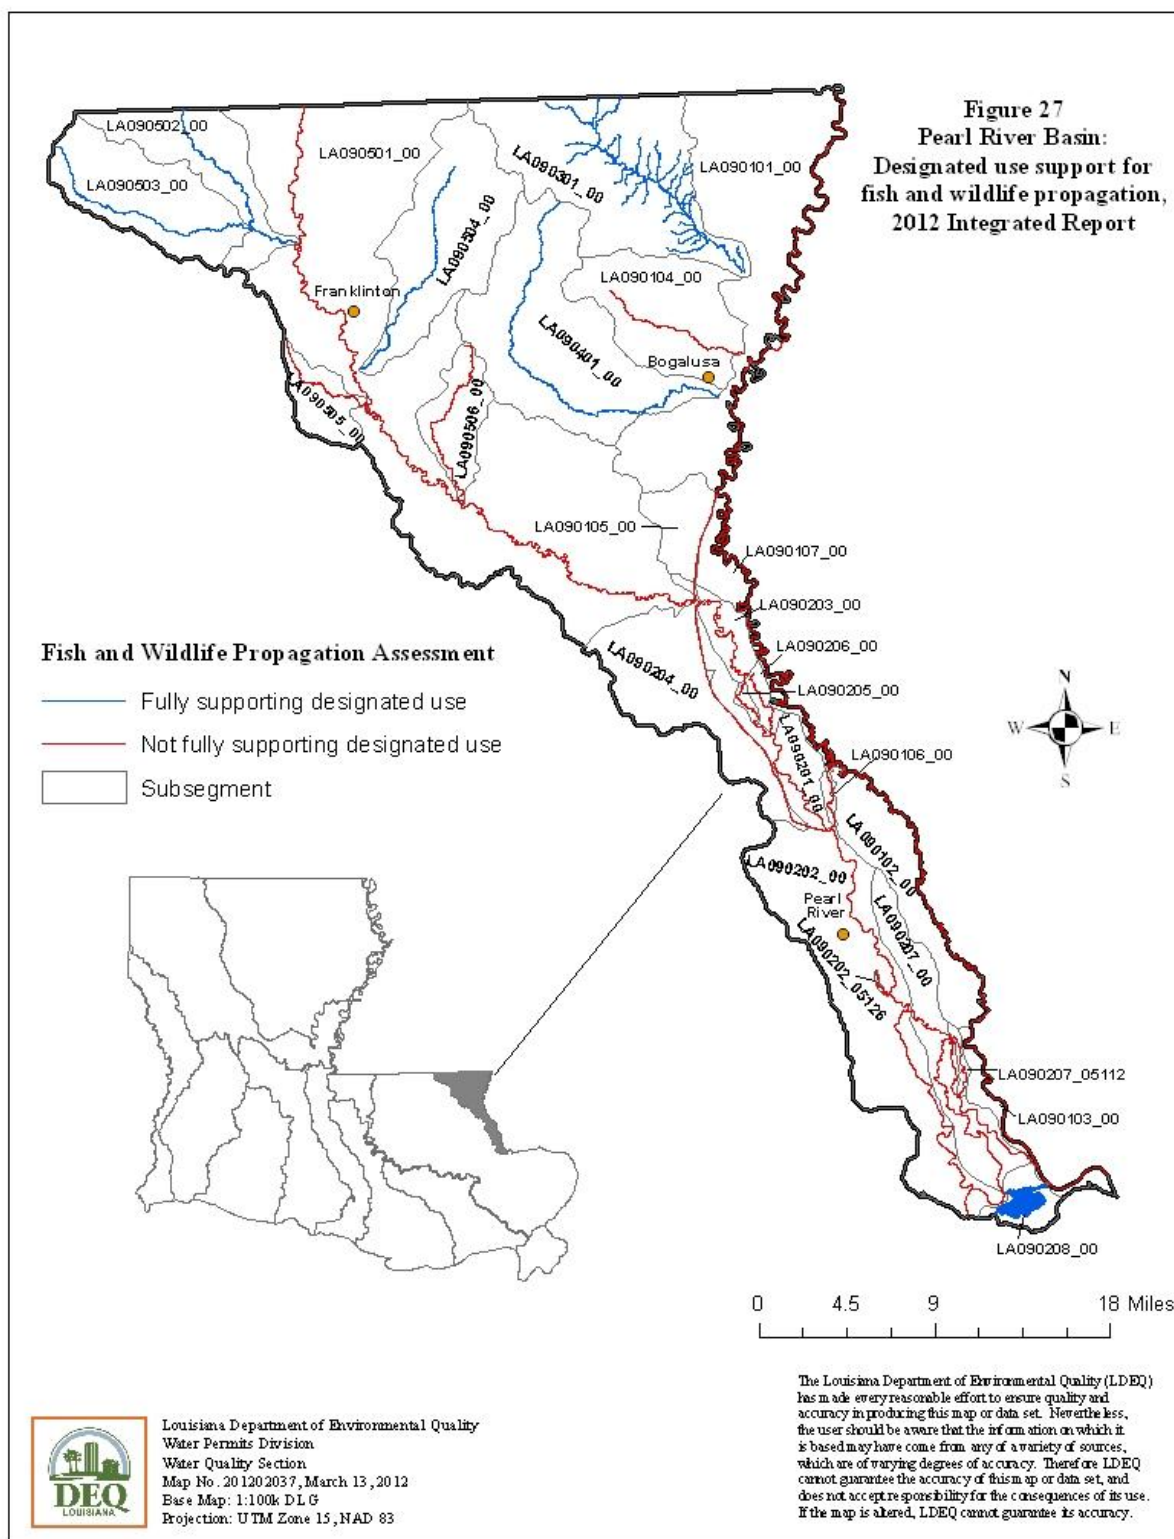 Figure 27
Pearl River Basin:
Designated use support for
fish and wildlife propagation,
2012 Integrated Report
LA090502_00
LA090501_00
LA090503_00
LA090301_00
LA090101_00
LA090504_00
LA090104_00
Franklinton
LA090401_00
Bogalusa
LA090505_00
LA090506_00
LA090105_00
LA090107_00
LA090203_00
LA090204_00
LA090206_00
LA090205_00
LA090201_00
LA090106_00
LA090102_00
LA090202_00
Pearl
River
LA090207_00
LA090202_05126
LA090207_05112
LA090103_00
LA090208_00
Fish and Wildlife Propagation Assessment
Fully supporting designated use
Not fully supporting designated use
Subsegment
N
W E
S
0 4.5 9 18 Miles
The Louisiana Department of Environmental Quality (LDEQ)
has made every reasonable effort to ensure quality and
accuracy in producing this map or data set. Nevertheless,
the user should be aware that the information on which it
is based may have come from any of a variety of sources,
which are of varying degrees of accuracy. Therefore LDEQ
cannot guarantee the accuracy of this map or data set, and
does not accept responsibility for the consequences of its use.
If the map is altered, LDEQ cannot guarantee its accuracy.
DEQ
LOUISIANA
Louisiana Department of Environmental Quality
Water Permits Division
Water Quality Section
Map No. 201202037, March 13, 2012
Base Map: 1:100k DLG
Projection: UTM Zone 15, NAD 83